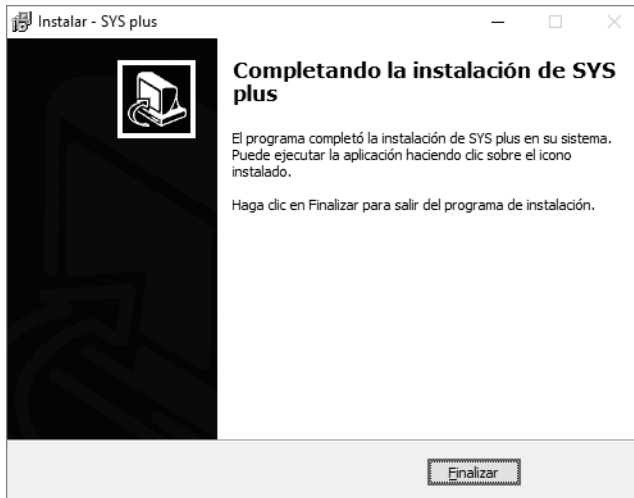 Instalar - SYS plus
Completando la instalación de SYS
plus
El programa completó la instalación de SYS plus en su sistema.
Puede ejecutar la aplicación haciendo clic sobre el icono
instalado.
Haga clic en Finalizar para salir del programa de instalación.
Finalizar